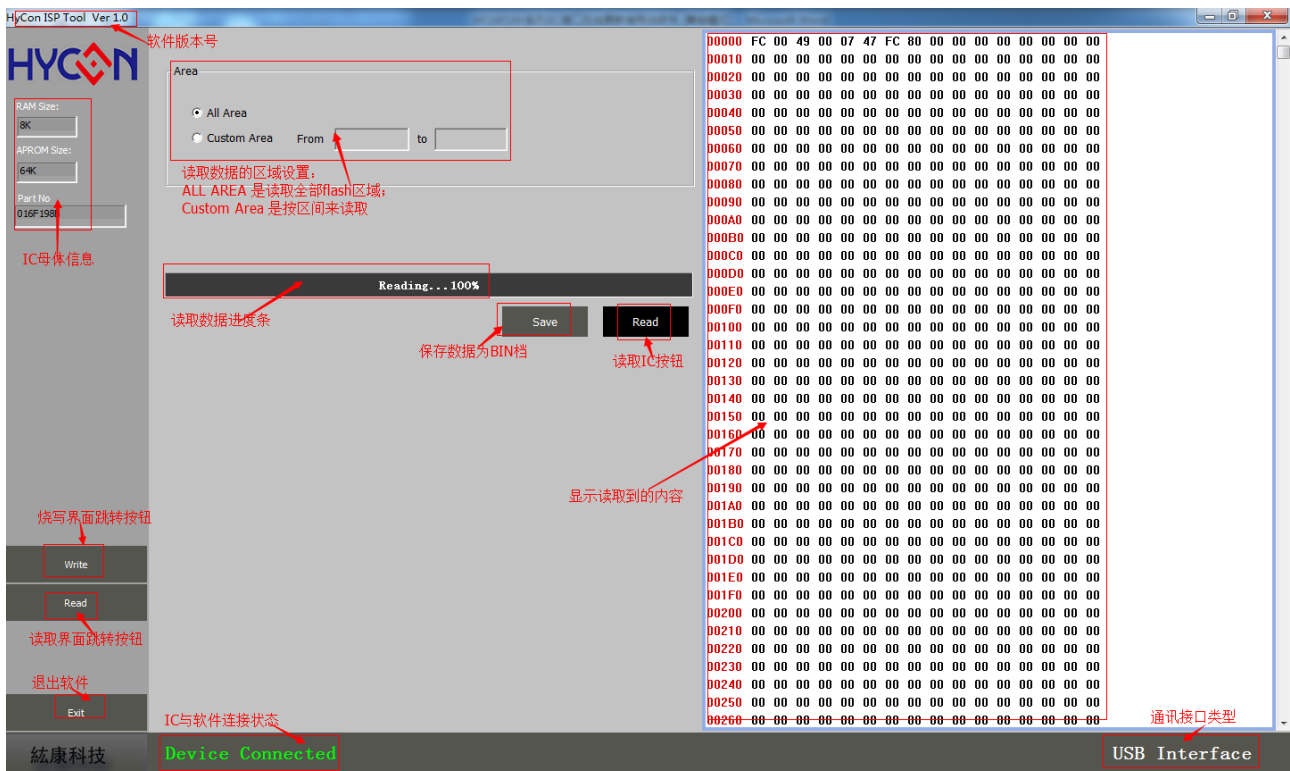 HyCon ISP Tool Ver 1.0
软件版本号
HYCON
RAM Size:
8K
APROM Size:
64K
Part No
IC母体信息
Area
All Area
Custom Area From to
读取数据的区域设置;
ALL AREA 是读取全部flash区域;
Custom Area 是按区间来读取
Reading...100%
读取数据进度条
Save
Read
保存数据为BIN档
读取IC按钮
00000 FC 00 49 00 07 47 FC 80 00 00 00 00 00 00 00 00
00010 00 00 00 00 00 00 00 00 00 00 00 00 00 00 00 00
00020 00 00 00 00 00 00 00 00 00 00 00 00 00 00 00 00
00030 00 00 00 00 00 00 00 00 00 00 00 00 00 00 00 00
00040 00 00 00 00 00 00 00 00 00 00 00 00 00 00 00 00
00050 00 00 00 00 00 00 00 00 00 00 00 00 00 00 00 00
00060 00 00 00 00 00 00 00 00 00 00 00 00 00 00 00 00
00070 00 00 00 00 00 00 00 00 00 00 00 00 00 00 00 00
00080 00 00 00 00 00 00 00 00 00 00 00 00 00 00 00 00
00090 00 00 00 00 00 00 00 00 00 00 00 00 00 00 00 00
000A0 00 00 00 00 00 00 00 00 00 00 00 00 00 00 00 00
000B0 00 00 00 00 00 00 00 00 00 00 00 00 00 00 00 00
000C0 00 00 00 00 00 00 00 00 00 00 00 00 00 00 00 00
000D0 00 00 00 00 00 00 00 00 00 00 00 00 00 00 00 00
000E0 00 00 00 00 00 00 00 00 00 00 00 00 00 00 00 00
000F0 00 00 00 00 00 00 00 00 00 00 00 00 00 00 00 00
00100 00 00 00 00 00 00 00 00 00 00 00 00 00 00 00 00
00110 00 00 00 00 00 00 00 00 00 00 00 00 00 00 00 00
00120 00 00 00 00 00 00 00 00 00 00 00 00 00 00 00 00
00130 00 00 00 00 00 00 00 00 00 00 00 00 00 00 00 00
00140 00 00 00 00 00 00 00 00 00 00 00 00 00 00 00 00
00150 00 00 00 00 00 00 00 00 00 00 00 00 00 00 00 00
00160 00 00 00 00 00 00 00 00 00 00 00 00 00 00 00 00
00170 00 00 00 00 00 00 00 00 00 00 00 00 00 00 00 00
00180 00 00 00 00 00 00 00 00 00 00 00 00 00 00 00 00
00190 00 00 00 00 00 00 00 00 00 00 00 00 00 00 00 00
001A0 00 00 00 00 00 00 00 00 00 00 00 00 00 00 00 00
001B0 00 00 00 00 00 00 00 00 00 00 00 00 00 00 00 00
001C0 00 00 00 00 00 00 00 00 00 00 00 00 00 00 00 00
001D0 00 00 00 00 00 00 00 00 00 00 00 00 00 00 00 00
001E0 00 00 00 00 00 00 00 00 00 00 00 00 00 00 00 00
001F0 00 00 00 00 00 00 00 00 00 00 00 00 00 00 00 00
00200 00 00 00 00 00 00 00 00 00 00 00 00 00 00 00 00
00210 00 00 00 00 00 00 00 00 00 00 00 00 00 00 00 00
00220 00 00 00 00 00 00 00 00 00 00 00 00 00 00 00 00
00230 00 00 00 00 00 00 00 00 00 00 00 00 00 00 00 00
00240 00 00 00 00 00 00 00 00 00 00 00 00 00 00 00 00
00250 00 00 00 00 00 00 00 00 00 00 00 00 00 00 00 00
00260 00 00 00 00 00 00 00 00 00 00 00 00 00 00 00 00
显示读取到的内容
烧写界面跳转按钮
Write
Read
读取界面跳转按钮
退出软件
Exit
IC与软件连接状态
通讯接口类型
紘康科技
Device Connected
USB Interface